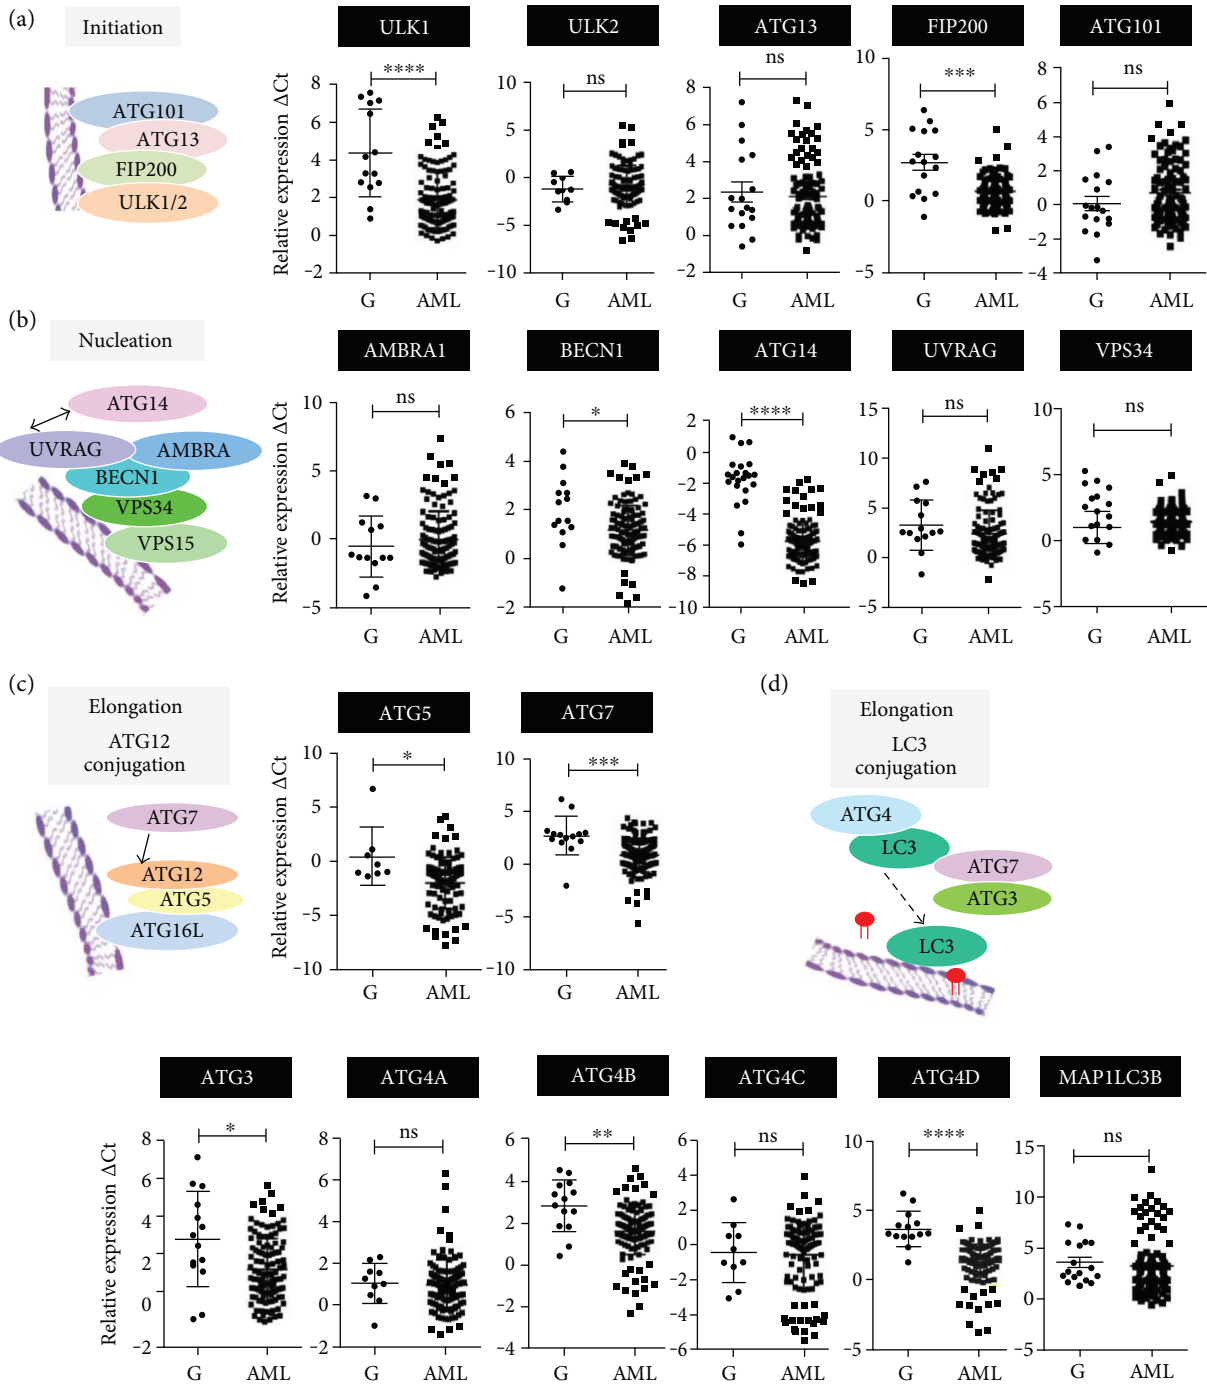 (a)
Initiation
ULK1
ULK2
ATG13
FIP200
ATG101
ATG101
ATG13
FIP200
ULK1/2
Relative expression ΔCt
8
6
4
2
0
−2
****
G
AML
10
5
0
−5
−10
ns
G
AML
10
8
6
4
2
0
−2
ns
G
AML
10
5
0
−5
***
G
AML
8
6
4
2
0
−2
−4
ns
G
AML
(b)
Nucleation
AMBRA1
BECN1
ATG14
UVRAG
VPS34
ATG14
UVRAG
AMBRA
BECN1
VPS34
VPS15
Relative expression ΔCt
10
5
0
−5
ns
G
AML
6
4
2
0
−2
*
G
AML
2
0
−2
−4
−6
−8
−10
****
G
AML
15
10
5
0
−5
ns
G
AML
10
5
0
−5
ns
G
AML
(c)
Elongation
ATG12
conjugation
ATG5
ATG7
ATG7
ATG12
ATG5
ATG16L
Relative expression ΔCt
10
5
0
−5
−10
*
G
AML
10
5
0
−5
−10
***
G
AML
(d)
Elongation
LC3
conjugation
ATG4
LC3
ATG7
ATG3
LC3
ATG3
ATG4A
ATG4B
ATG4C
ATG4D
MAP1LC3B
Relative expression ΔCt
8
6
4
2
0
−2
*
G
AML
8
6
4
2
0
−2
ns
G
AML
6
4
2
0
−2
−4
**
G
AML
6
4
2
0
−2
−4
−6
ns
G
AML
10
5
0
−5
****
G
AML
15
10
5
0
−5
ns
G
AML